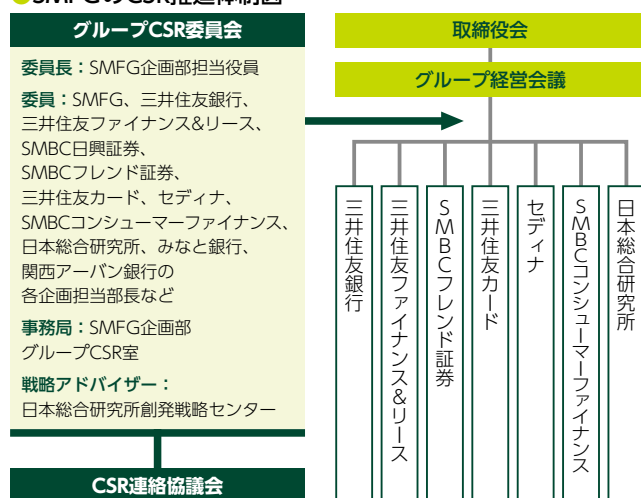 ●SMFGのCSR推進体制図
グループCSR委員会
委員長：SMFG企画部担当役員
委員：SMFG、三井住友銀行、
三井住友ファイナンス&リース、
SMBC日興証券、
SMBCフレンド証券、
三井住友カード、セディナ、
SMBCコンシューマーファイナンス、
日本総合研究所、みなと銀行、
関西アーバン銀行の
各企画担当部長など
事務局：SMFG企画部
グループCSR室
戦略アドバイザー：
日本総合研究所創発戦略センター
CSR連絡協議会
取締役会
グループ経営会議
三井住友銀行
三井住友ファイナンス&リース
SMBCフレンド証券
三井住友カード
セディナ
SMBCコンシューマーファイナンス
日本総合研究所